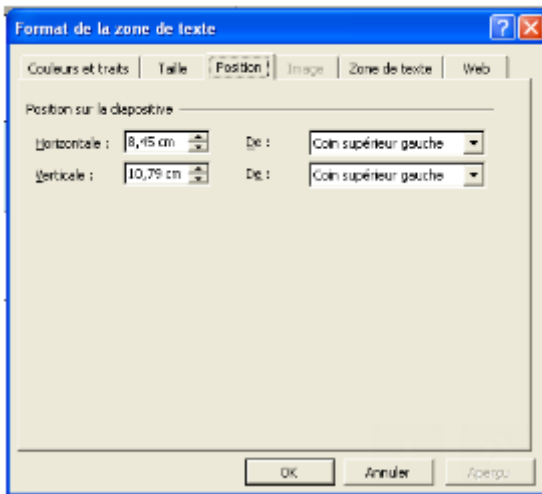 Format de la zone de texte
Couleurs et traits Taille Position Image Zone de texte Web
Position sur la diapositive
Horizontale : 8,45 cm De : Coin supérieur gauche
Verticale : 10,79 cm De : Coin supérieur gauche
OK Annuler Aperçu